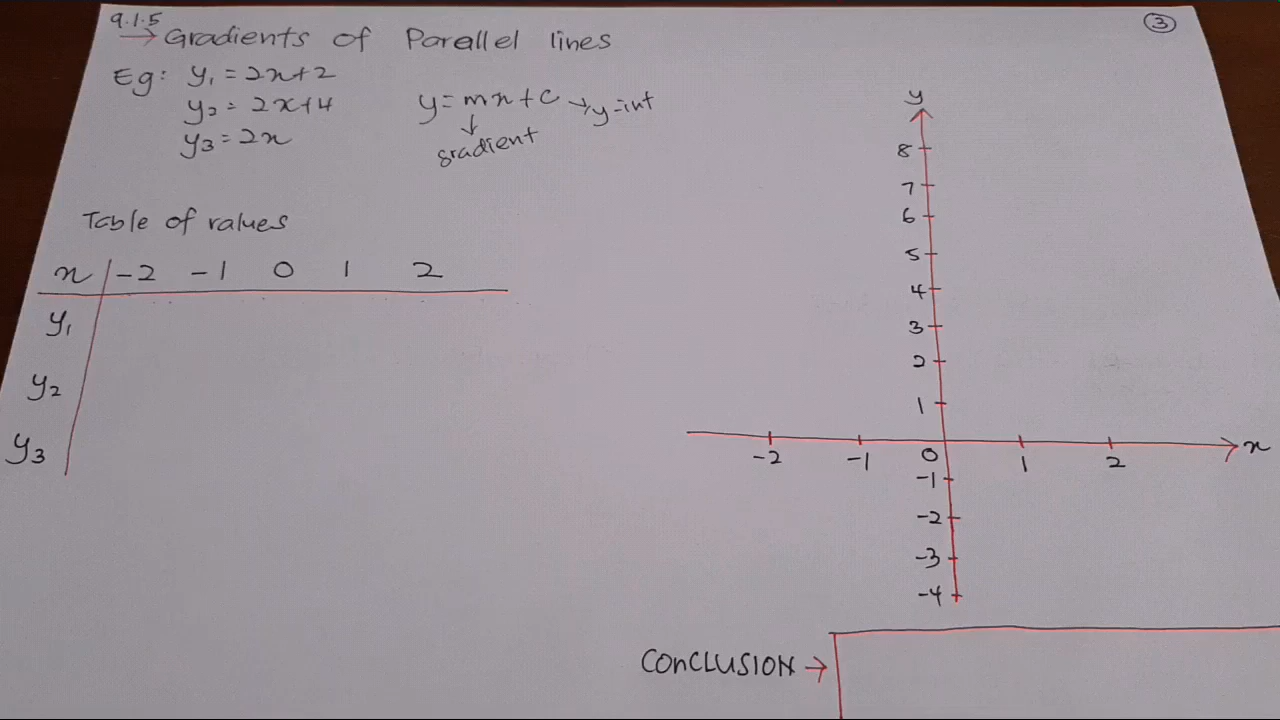 9.1.5
→ Gradients of Parallel lines
③
Eg: y₁ = 2x+2
y₂ = 2x+4
y₃ = 2x
y = mx + c → y-int
↓
gradient
Table of values
x -2 -1 0 1 2
y₁
y₂
y₃
y
8
7
6
5
4
3
2
1
-2 -1 0 1 2 x
-1
-2
-3
-4
CONCLUSION →